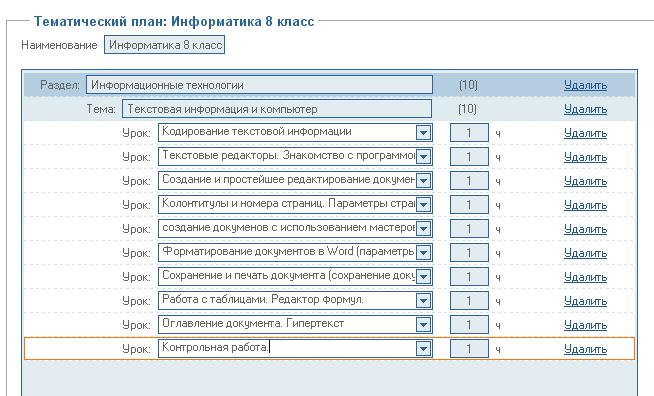 Тематический план: Информатика 8 класс
Наименование Информатика 8 класс
Раздел: Информационные технологии (10) Удалить
Тема: Текстовая информация и компьютер (10) Удалить
Урок: Кодирование текстовой информации 1 ч Удалить
Урок: Текстовые редакторы. Знакомство с программо 1 ч Удалить
Урок: Создание и простейшее редактирование докумен 1 ч Удалить
Урок: Колонтитулы и номера страниц. Параметры стра 1 ч Удалить
Урок: создание докуменов с использованием мастеров 1 ч Удалить
Урок: Форматирование документов в Word (параметры 1 ч Удалить
Урок: Сохранение и печать документа (сохранение доку 1 ч Удалить
Урок: Работа с таблицами. Редактор формул. 1 ч Удалить
Урок: Оглавление документа. Гипертекст 1 ч Удалить
Урок: Контрольная работа. 1 ч Удалить